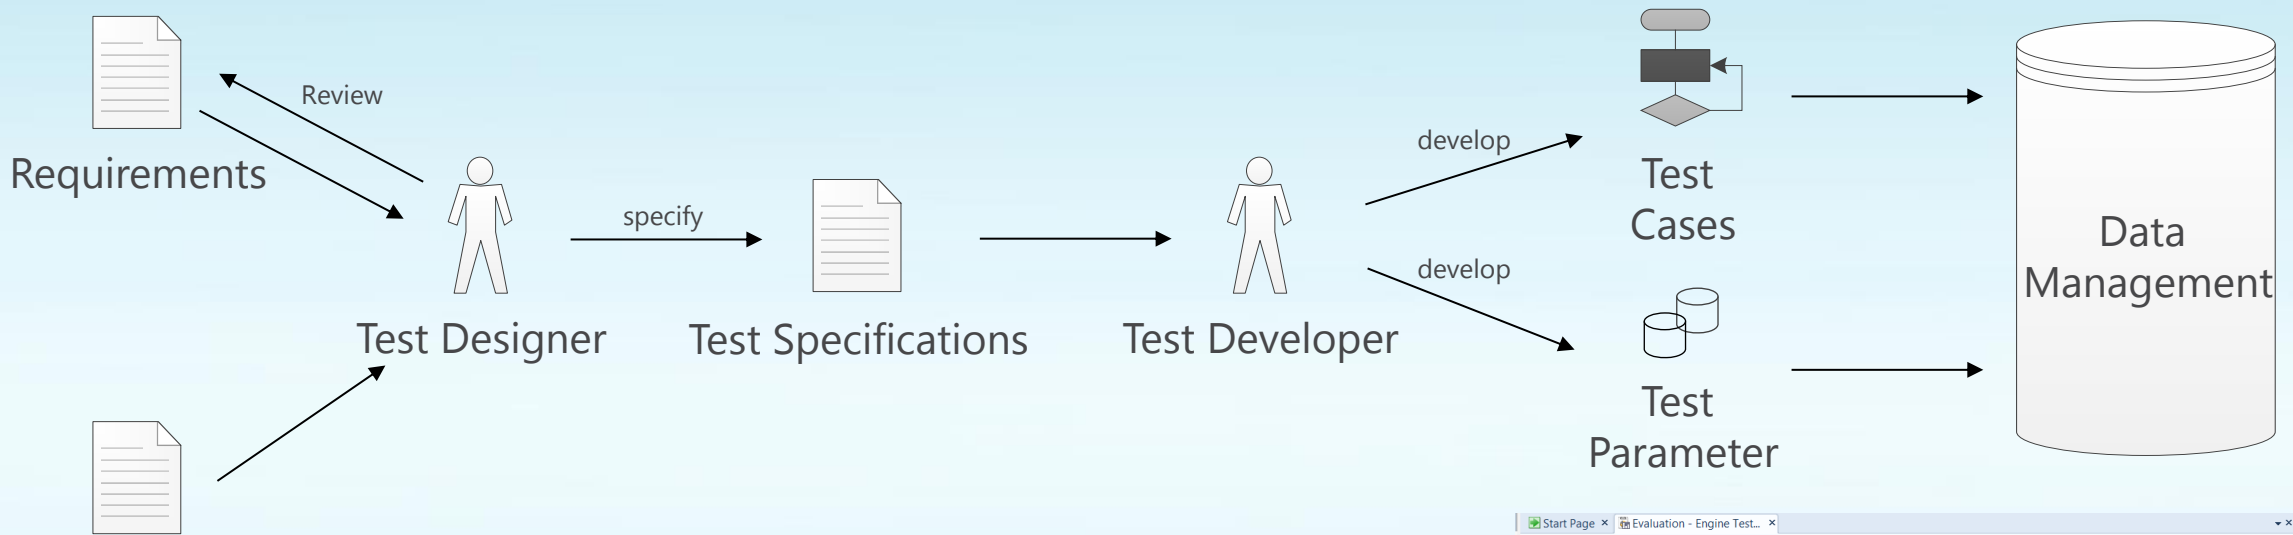 Review
Requirements
specify
Test Designer
Test Specifications
Test Developer
develop
develop
Test
Cases
Test
Parameter
Data
Management
Start Page
Evaluation - Engine Test...